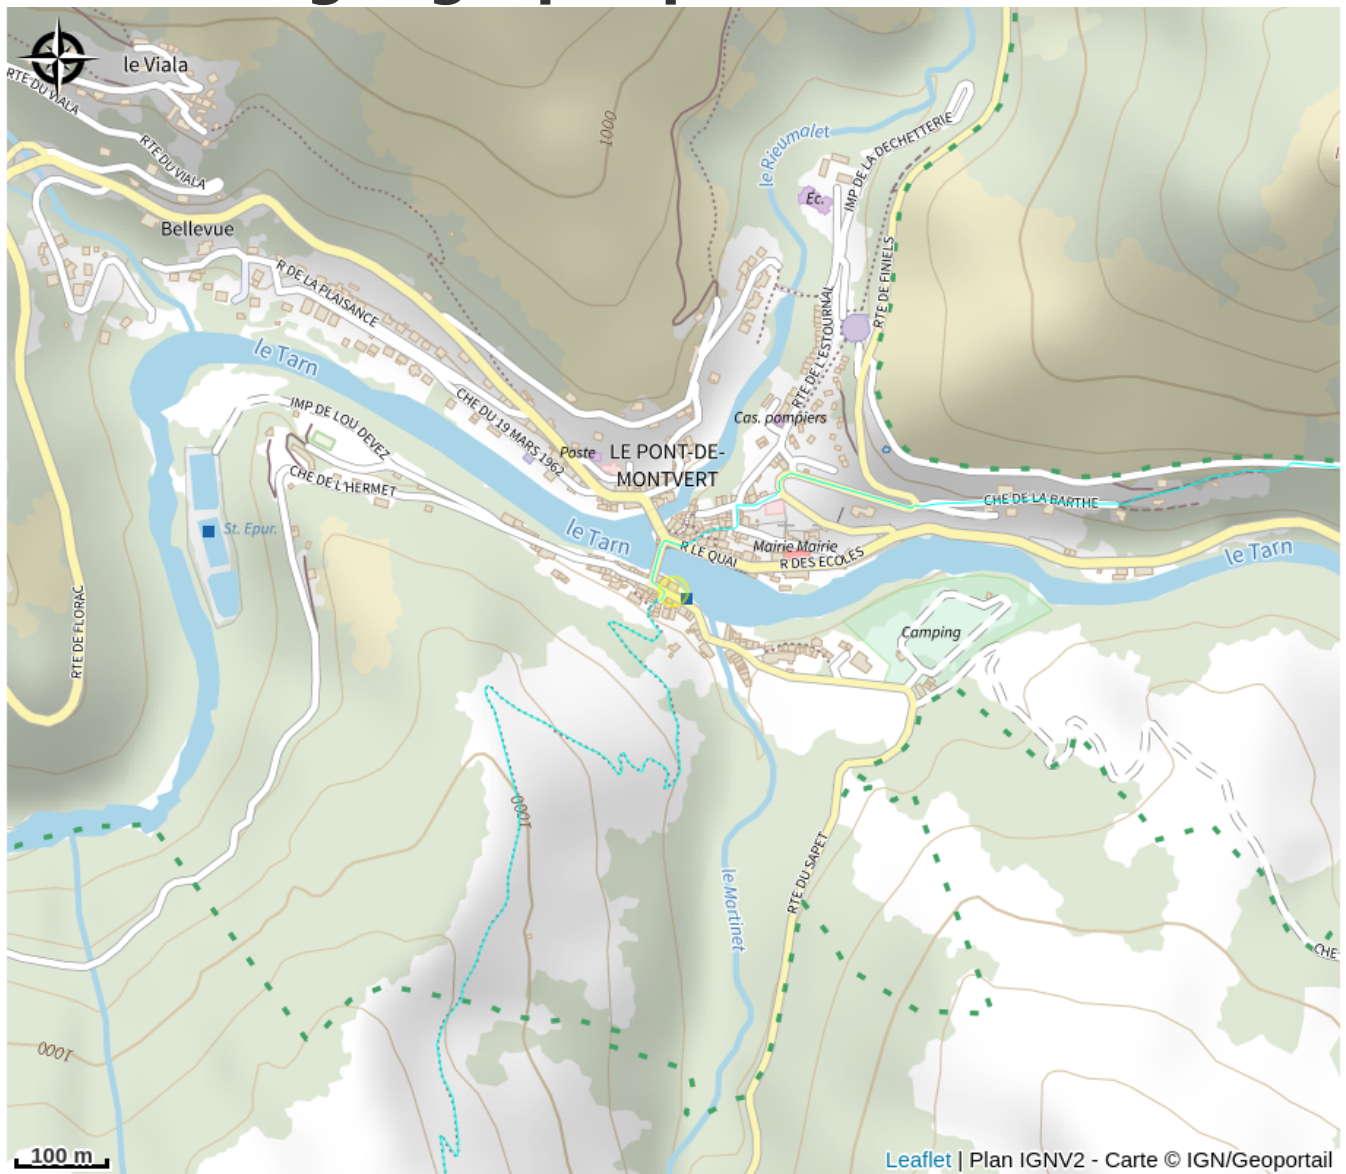 le Viala
RTE DU VIALA
RTE DU VIALA
Bellevue
1000
le Rieumalet
IMP DE LA DECHETTERIE
Ec.
RTE DE FINIELS
R DE LA PLAISANCE
le Tarn
RTE DE L'ESTOURNAL
CHE DU 19 MARS 1962
IMP DE LOU DEVEZ
Cas. pompiers
Poste
LE PONT-DE-
MONTVERT
CHE DE L'HERMET
CHE DE LA BARTHE
St. Epur.
le Tarn
R LE QUAI
Mairie Mairie
R DES ECOLES
le Tarn
RTE DE FLORAC
Camping
1000
RTE DU SAPET
le Martinet
CHE
1000
100 m
Leaflet | Plan IGNV2 - Carte © IGN/Geoportail